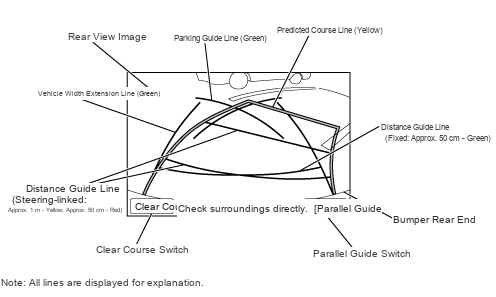 Rear View Image
Parking Guide Line (Green)
Predicted Course Line (Yellow)
Vehicle Width Extension Line (Green)
Distance Guide Line
(Fixed: Approx. 50 cm - Green)
Distance Guide Line
(Steering-linked:
Approx. 1 m - Yellow, Approx. 50 cm - Red)
Clear Cou
Check surroundings directly.
[Parallel Guide
Bumper Rear End
Clear Course Switch
Parallel Guide Switch
Note: All lines are displayed for explanation.